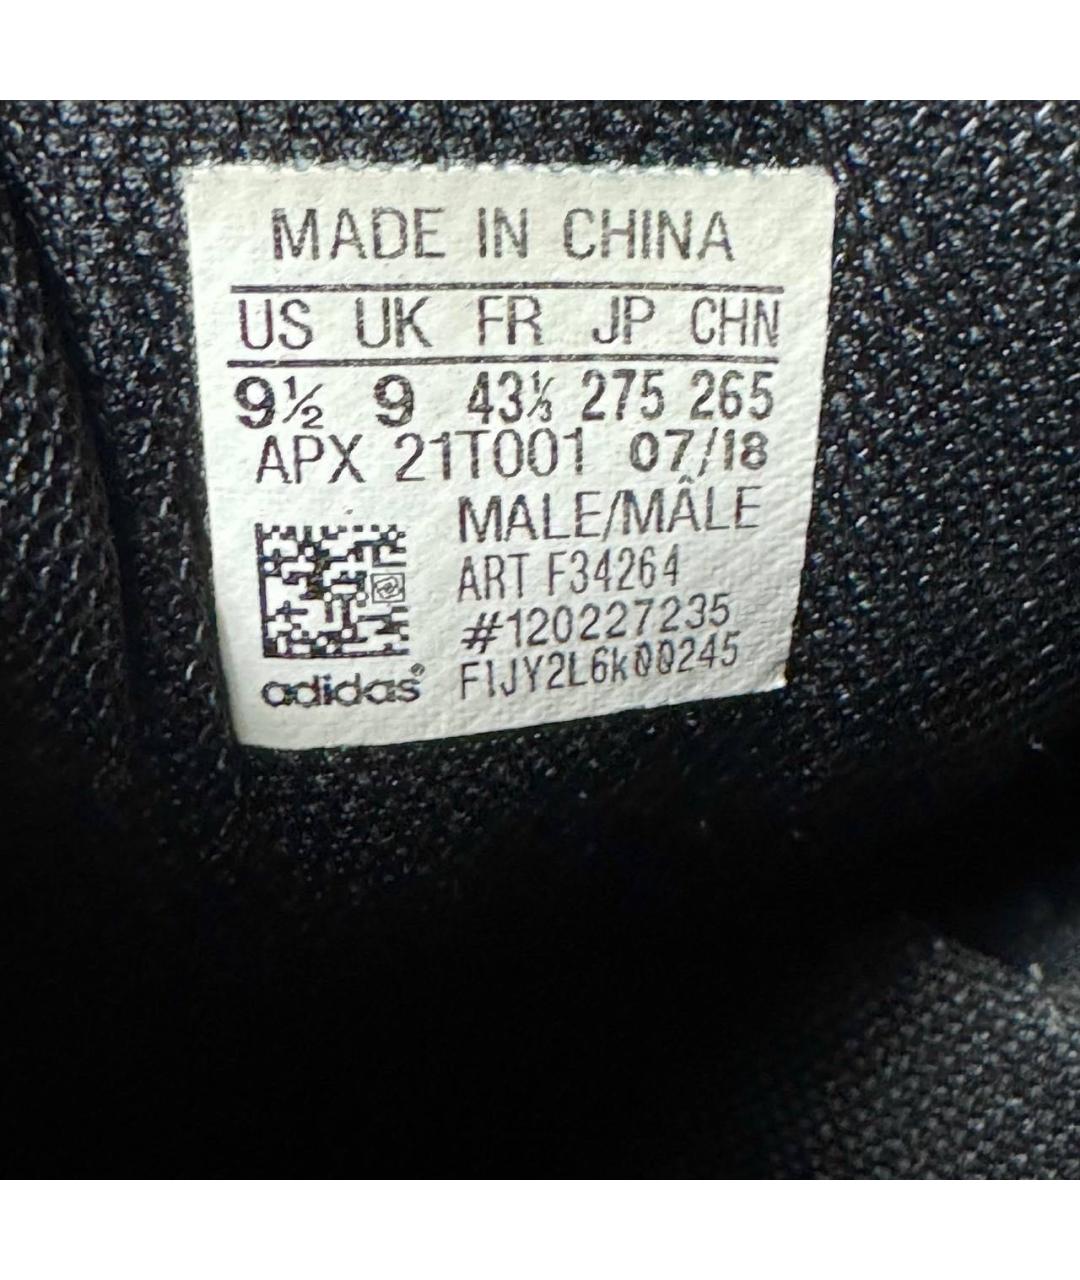 MADE IN CHINA
US UK FR JP CHN
9½ 9 43⅓ 275 265
APX 21T001 07/18
MALE/MÂLE
ART F34264
#120227235
F1JY2L6k00245
adidas®